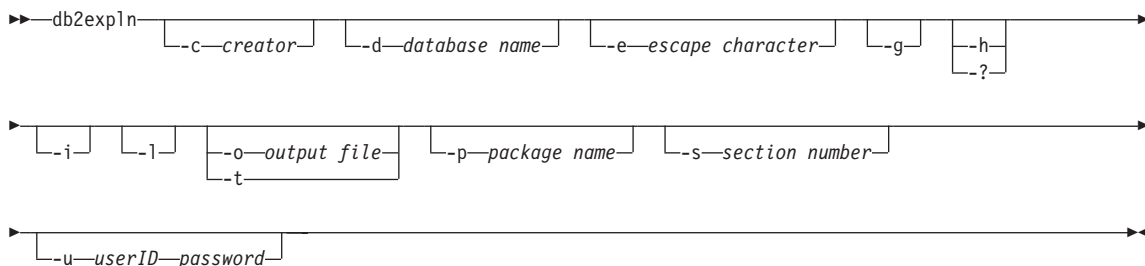 db2expln -c creator -d database name -e escape character -g -h
-?
-i -l -o output file -p package name -s section number
-t
-u userID password